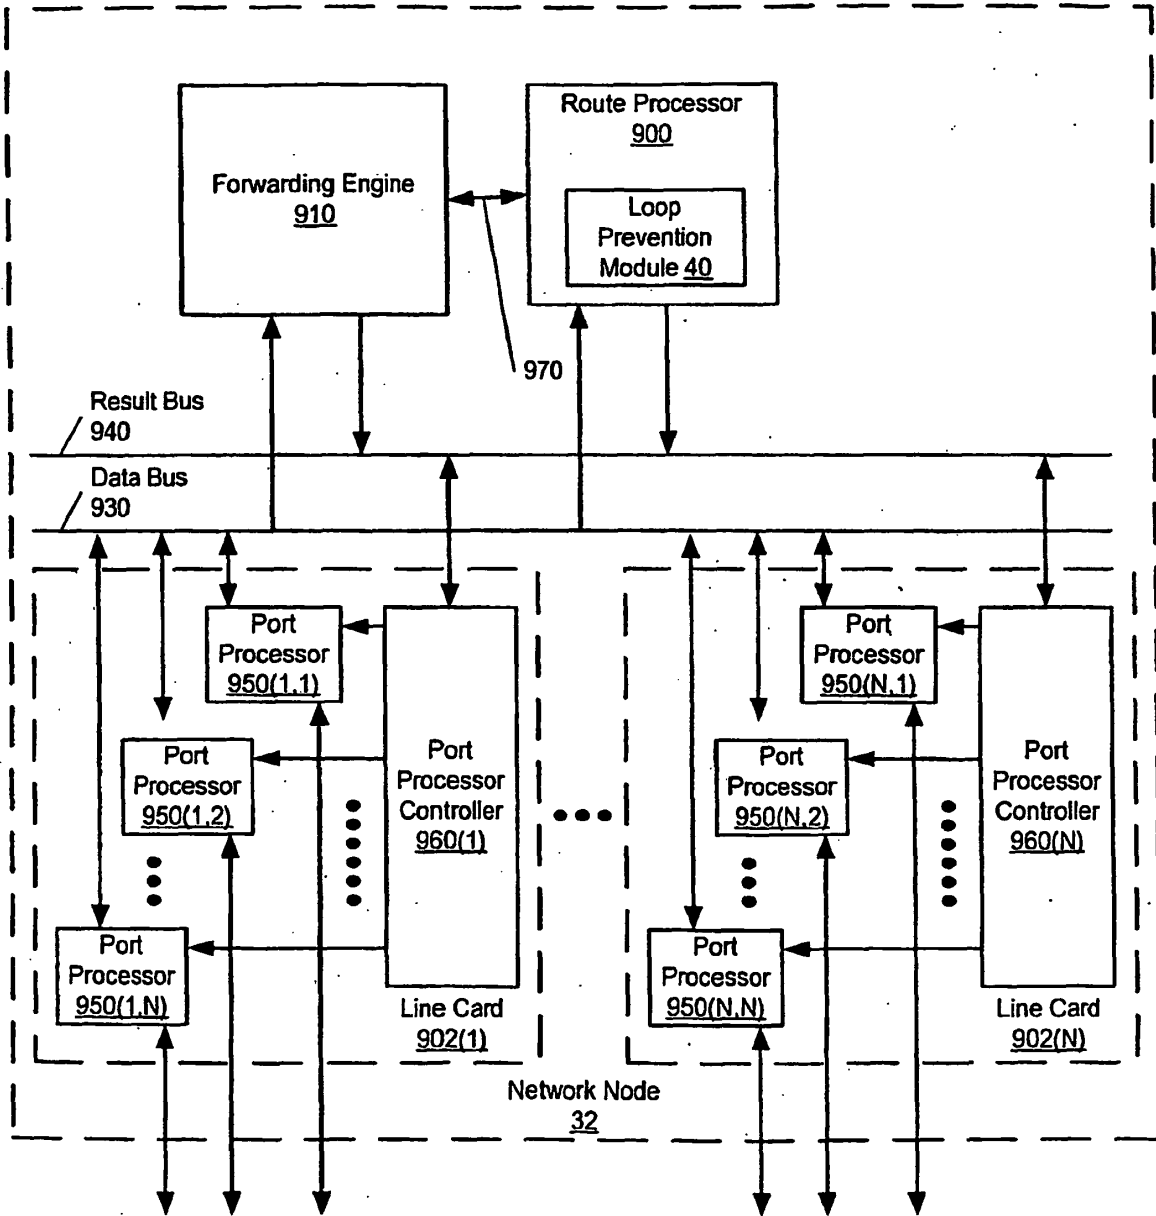 Route Processor
900
Forwarding Engine
910
Loop
Prevention
Module 40
970
Result Bus
940
Data Bus
930
Port
Processor
950(1,1)
Port
Processor
950(1,2)
Port
Processor
950(1,N)
Port
Processor
Controller
960(1)
Line Card
902(1)
Port
Processor
950(N,1)
Port
Processor
950(N,2)
Port
Processor
950(N,N)
Port
Processor
Controller
960(N)
Line Card
902(N)
Network Node
32